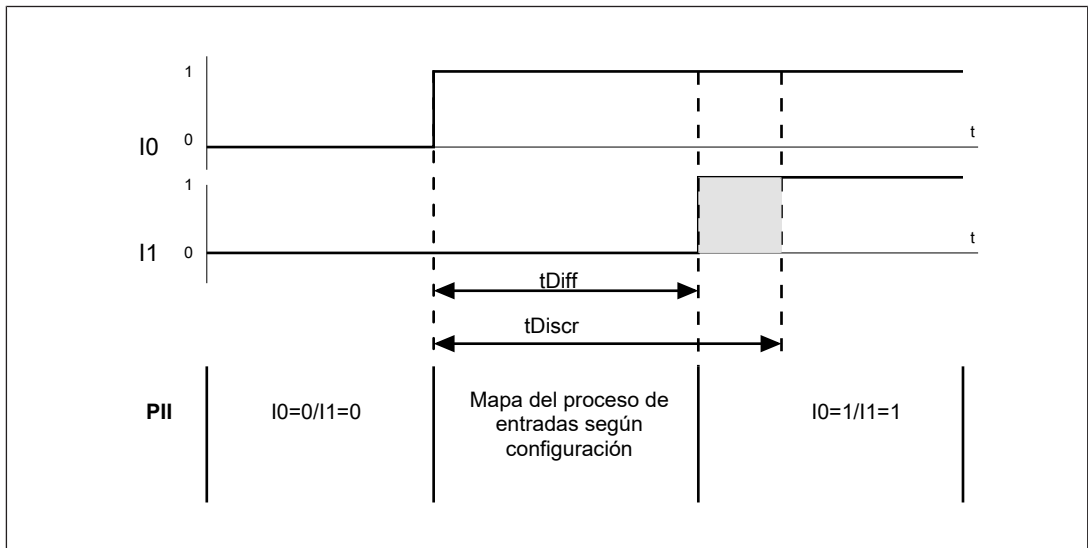 1
I0
0
t
1
I1
0
t
tDiff
tDiscr
PII
I0=0/I1=0
Mapa del proceso de
entradas según
configuración
I0=1/I1=1